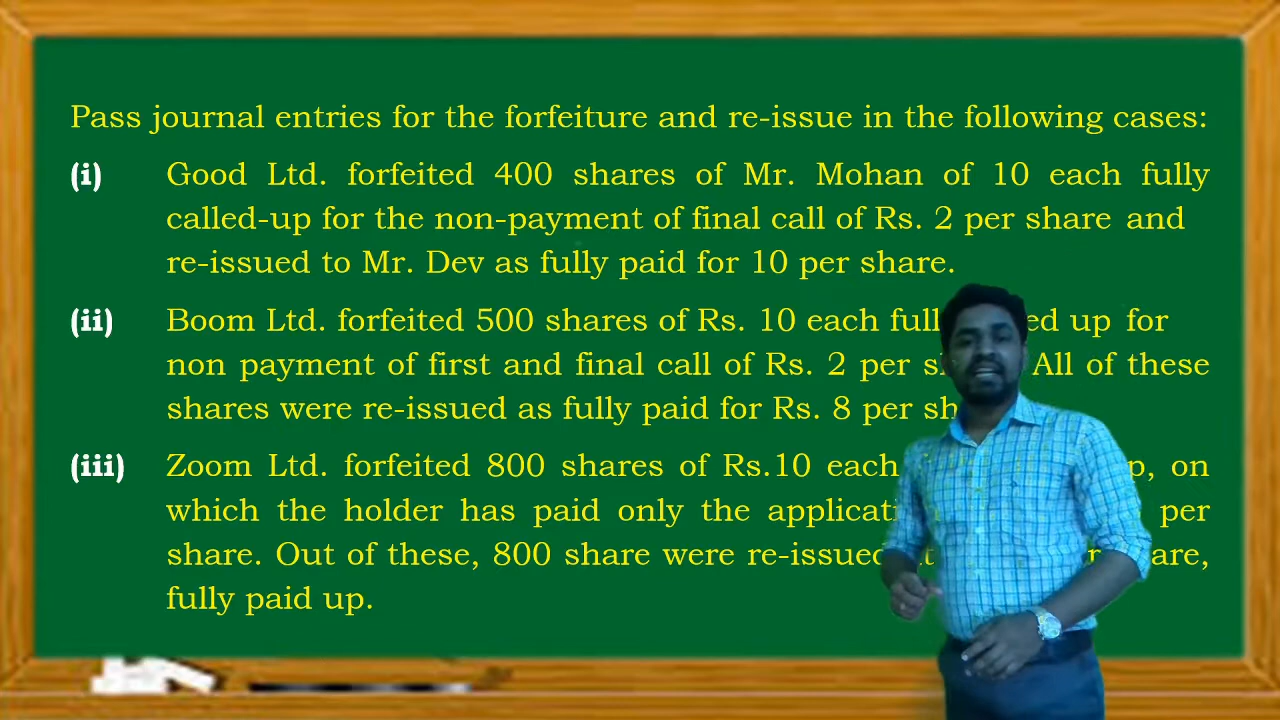 Pass journal entries for the forfeiture and re-issue in the following cases:
(i) Good Ltd. forfeited 400 shares of Mr. Mohan of 10 each fully
called-up for the non-payment of final call of Rs. 2 per share and
re-issued to Mr. Dev as fully paid for 10 per share.
(ii) Boom Ltd. forfeited 500 shares of Rs. 10 each up for
non payment of first and final call of Rs. 2 per All of these
shares were re-issued as fully paid for Rs. 8 per
(iii) Zoom Ltd. forfeited 800 shares of Rs.10 each on
which the holder has paid only the per
share. Out of these, 800 share were re-issued
fully paid up.